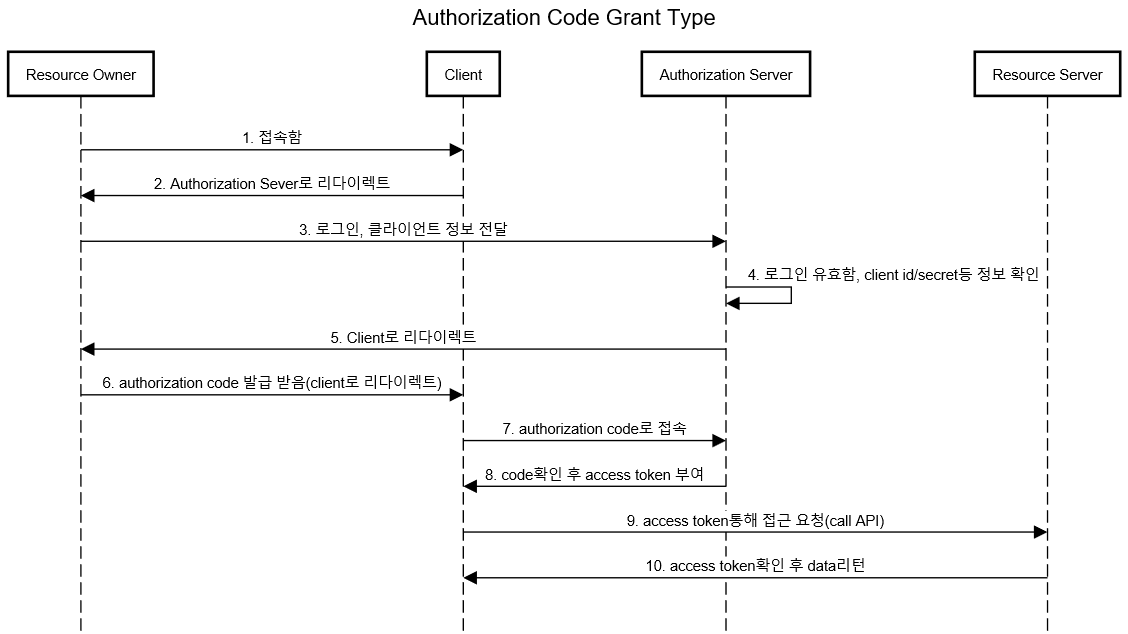 Authorization Code Grant Type
Resource Owner
Client
Authorization Server
Resource Server
1. 접속함
2. Authorization Sever로 리다이렉트
3. 로그인, 클라이언트 정보 전달
4. 로그인 유효함, client id/secret등 정보 확인
5. Client로 리다이렉트
6. authorization code 발급 받음(client로 리다이렉트)
7. authorization code로 접속
8. code확인 후 access token 부여
9. access token통해 접근 요청(call API)
10. access token확인 후 data리턴